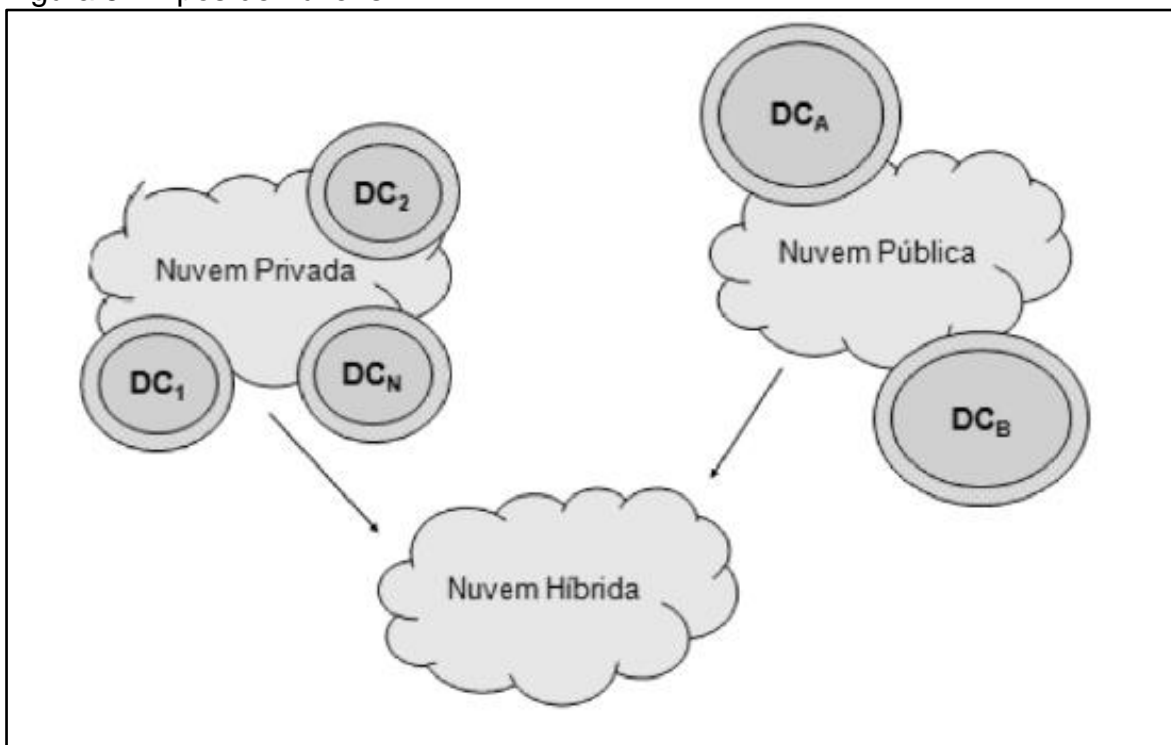 DC_A
DC_2
Nuvem Privada
Nuvem Pública
DC_1
DC_N
DC_B
Nuvem Híbrida